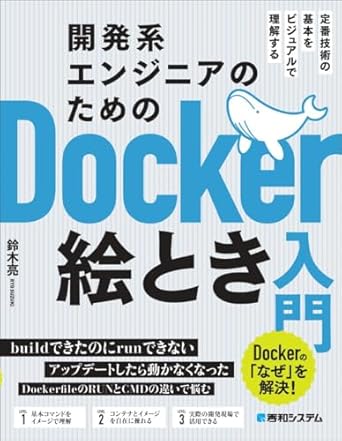 定番技術の
基本を
ビジュアルで
理解する
開発系
エンジニアの
ための
Docker
絵とき
入門
鈴木亮
RYO SUZUKI
buildできたのにrunできない
アップデートしたら動かなくなった
DockerfileのRUNとCMDの違いで悩む
Dockerの
「なぜ」を
解決!
LEVEL 1 基本コマンドを
イメージで理解
LEVEL 2 コンテナとイメージ
を自在に操れる
LEVEL 3 実際の開発現場で
活用できる
秀和システム